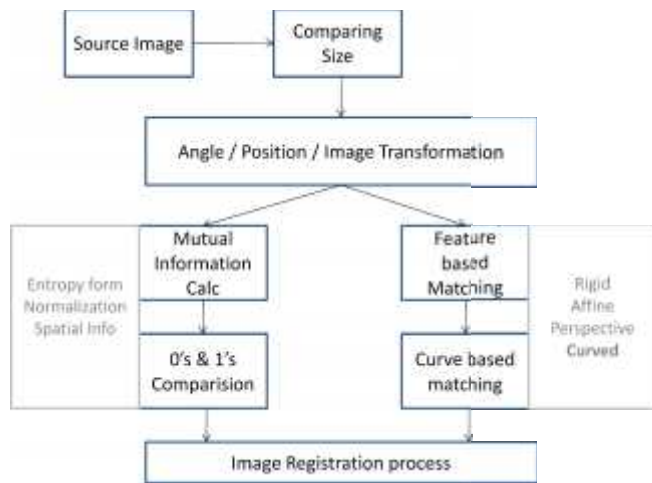 Source Image
Comparing
Size
Angle / Position / Image Transformation
Entropy form
Normalization
Spatial Info
Mutual
Information
Calc
Feature
based
Matching
Rigid
Affine
Perspective
Curved
0's & 1's
Comparision
Curve based
matching
Image Registration process